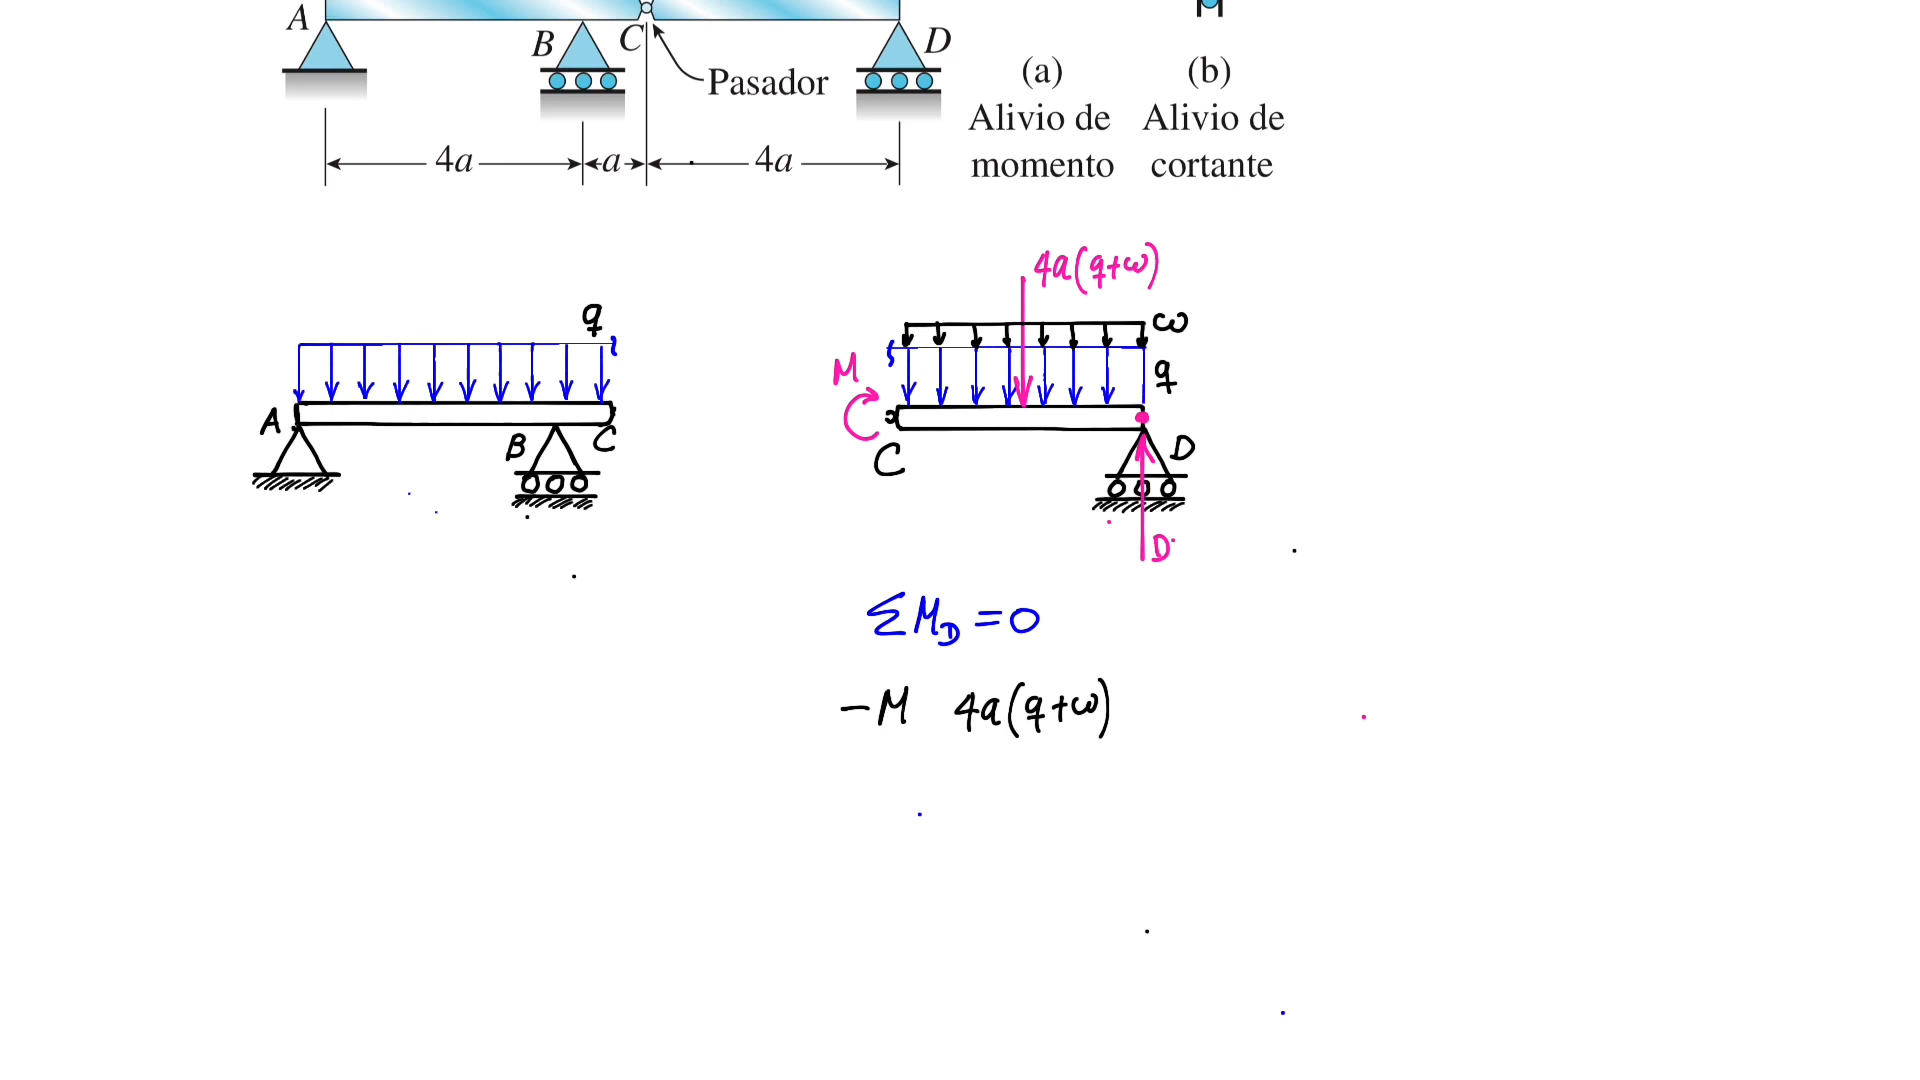 A
B
C
D
Pasador
(a)
(b)
Alivio de
momento
Alivio de
cortante
4a
a
4a
4a(q+ω)
q
ω
M
q
A
B
C
C
D
D
ΣM_D = 0
−M 4a(q+ω)